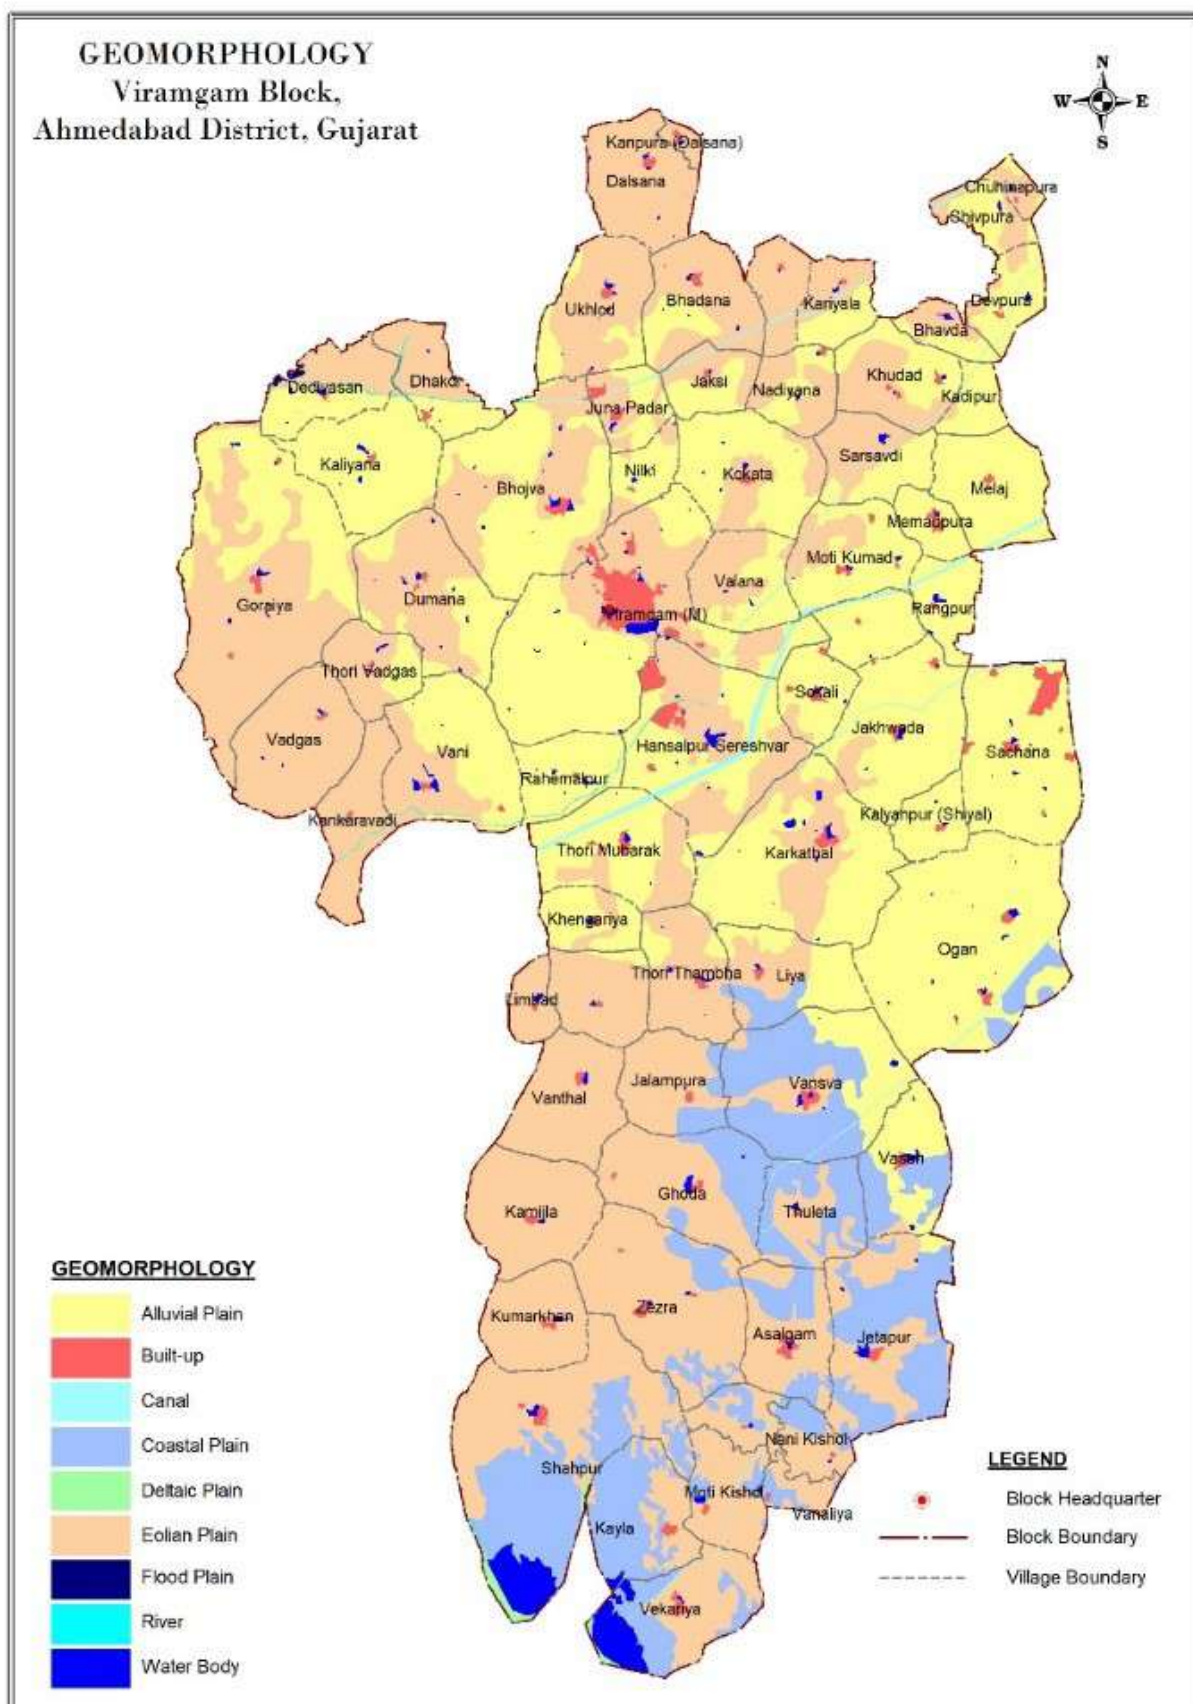 GEOMORPHOLOGY
Viramgam Block,
Ahmedabad District, Gujarat
N
W E
S
Kanpura (Dalsana)
Dalsana
Chuhinapura
Shivpura
Ukhlod
Bhadana
Kariyala
Devpura
Bhavda
Dediyasan
Dhakdi
Juna Padar
Jaksi
Nadiyana
Khudad
Kadipur
Kaliyana
Bhojva
Nilki
Kokata
Sarsavdi
Melaj
Memadpura
Goraiya
Dumana
Viramgam (M)
Valana
Moti Kumad
Rangpur
Thori Vadgas
Sokali
Vadgas
Vani
Hansalpur Sereshvar
Jakhwada
Sachana
Rahemalpur
Kankaravadi
Thori Mubarak
Karkathal
Kalyanpur (Shiyal)
Khengariya
Ogan
Limbad
Thori Thambha
Liya
Vanthal
Jalampura
Vansva
Vasan
Kamijla
Ghoda
Thuleta
Kumarkhan
Zezra
Asalgam
Jetapur
Nani Kishol
Shahpur
Moti Kishol
Kayla
Vanaliya
Vekariya
GEOMORPHOLOGY
Alluvial Plain
Built-up
Canal
Coastal Plain
Deltaic Plain
Eolian Plain
Flood Plain
River
Water Body
LEGEND
Block Headquarter
Block Boundary
Village Boundary